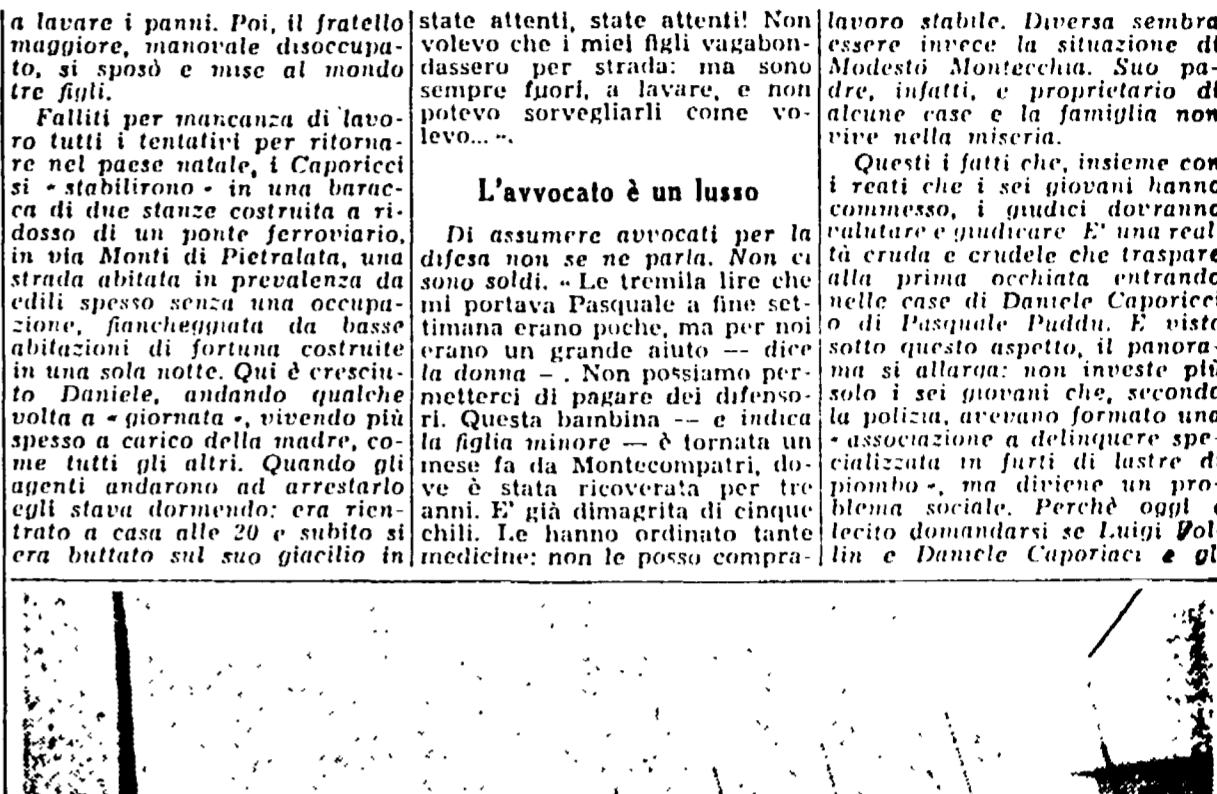 a lavare i panni. Poi, il fratello
maggiore, manovale disoccupa-
to, si sposò e mise al mondo
tre figli.
Falliti per mancanza di lavo-
ro tutti i tentativi per ritorna-
re nel paese natale, i Caporicci
si « stabilirono » in una barac-
ca di due stanze costruita a ri-
dosso di un ponte ferroviario,
in via Monti di Pietralata, una
strada abitata in prevalenza da
edili spesso senza una occupa-
zione, fiancheggiata da basse
abitazioni di fortuna costruite
in una sola notte. Qui è cresciu-
to Daniele, andando qualche
volta a « giornata », vivendo più
spesso a carico della madre, co-
me tutti gli altri. Quando gli
agenti andarono ad arrestarlo
egli stava dormendo: era rien-
trato a casa alle 20 e subito si
era buttato sul suo giacilio in
state attenti, state attenti! Non
volevo che i miei figli vagabon-
dassero per strada: ma sono
sempre fuori, a lavare, e non
potevo sorvegliarli come vo-
levo... ».
L'avvocato è un lusso
Di assumere avvocati per la
difesa non se ne parla. Non ci
sono soldi. « Le tremila lire che
mi portava Pasquale a fine set-
timana erano poche, ma per noi
erano un grande aiuto — dice
la donna — . Non possiamo per-
metterci di pagare dei difenso-
ri. Questa bambina — e indica
la figlia minore — è tornata un
mese fa da Montecompatri, do-
ve è stata ricoverata per tre
anni. E' già dimagrita di cinque
chili. Le hanno ordinato tante
medicine: non le posso compra-
lavoro stabile. Diversa sembra
essere invece la situazione di
Modesto Montecchia. Suo pa-
dre, infatti, e proprietario di
alcune case e la famiglia non
vive nella miseria.
Questi i fatti che, insieme con
i reati che i sei giovani hanno
commesso, i giudici dovranno
valutare e giudicare E' una real
tà cruda e crudele che traspare
alla prima occhiata entrando
nelle case di Daniele Caporicci
o di Pasquale Puddu. E visto
sotto questo aspetto, il panora-
ma si allarga: non investe più
solo i sei giovani che, secondo
la polizia, avevano formato una
« associazione a delinquere spe-
cializzata in furti di lastre di
piombo », ma diviene un pro-
blema sociale. Perchè oggi è
lecito domandarsi se Luigi Vol-
lin e Daniele Caporiaci e gl